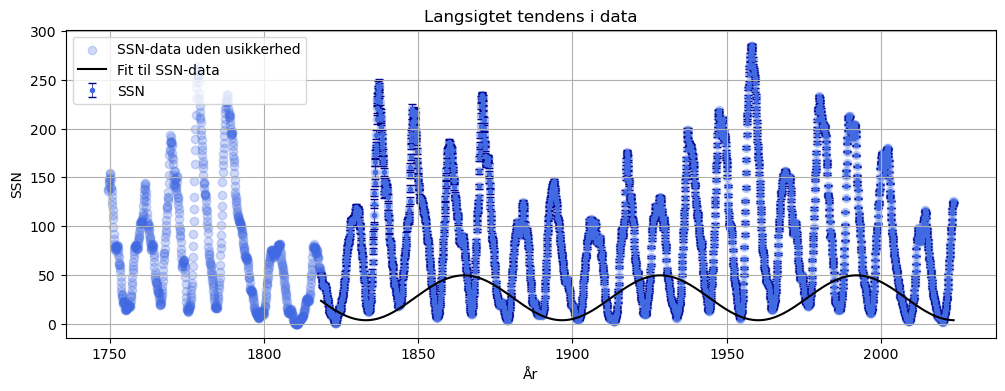 Langsigtet tendens i data
SSN-data uden usikkerhed
Fit til SSN-data
SSN
300
250
200
150
100
50
0
SSN
1750
1800
1850
1900
1950
2000
År